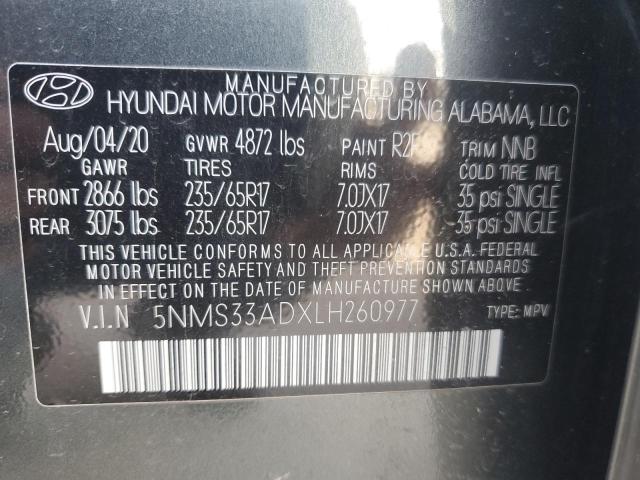 MANUFACTURED BY
HYUNDAI MOTOR MANUFACTURING ALABAMA, LLC
Aug/04/20 GVWR 4872 lbs PAINT TRIM NNB
GAWR TIRES RIMS COLD TIRE INFL
FRONT 2866 lbs 235/65R17 7.0JX17 35 psi SINGLE
REAR 3075 lbs 235/65R17 7.0JX17 35 psi SINGLE
THIS VEHICLE CONFORMS TO ALL APPLICABLE U.S.A. FEDERAL
MOTOR VEHICLE SAFETY AND THEFT PREVENTION STANDARDS
IN EFFECT ON THE DATE OF MANUFACTURE SHOWN ABOVE.
V.I.N 5NMS33ADXLH260977 TYPE: MPV